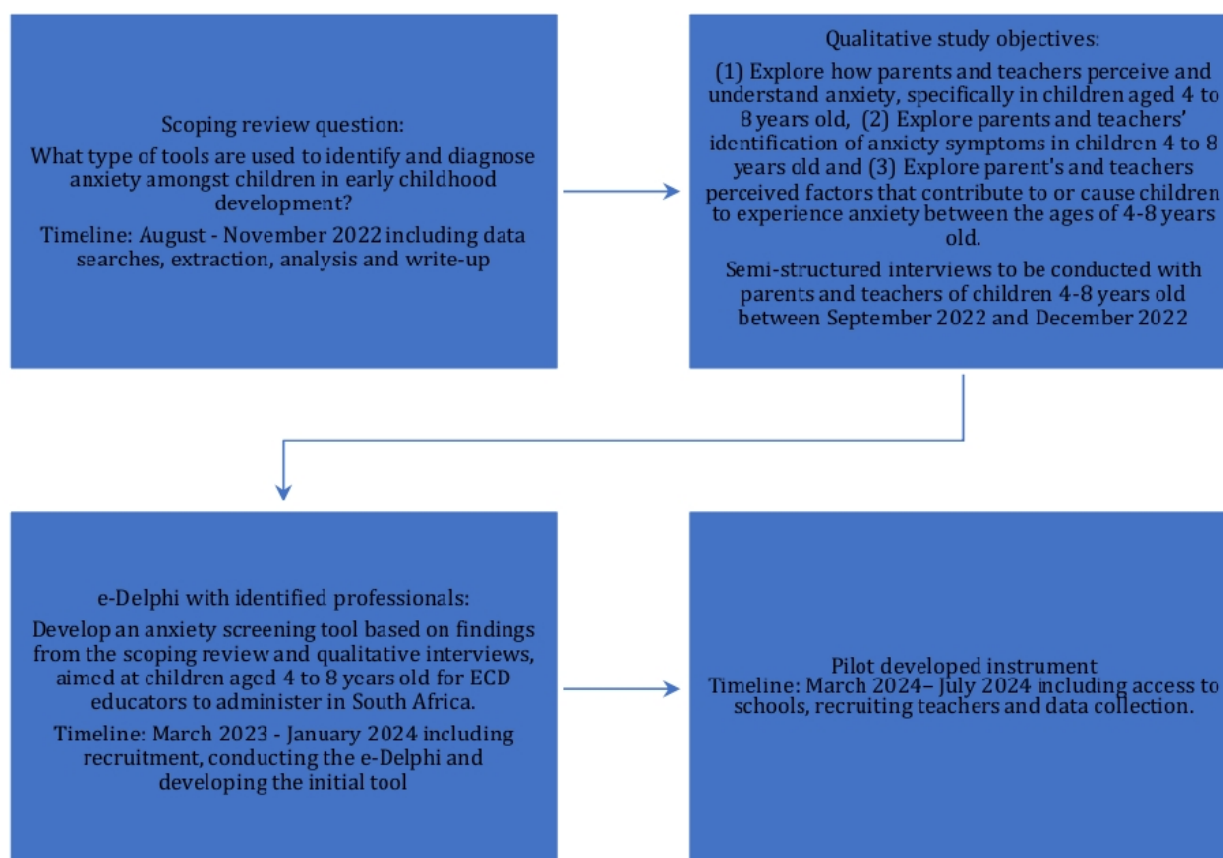 Scoping review question:
What type of tools are used to identify and diagnose
anxiety amongst children in early childhood
development?
Timeline: August - November 2022 including data
searches, extraction, analysis and write-up
Qualitative study objectives:
(1) Explore how parents and teachers perceive and
understand anxiety, specifically in children aged 4 to
8 years old, (2) Explore parents and teachers’
identification of anxiety symptoms in children 4 to 8
years old and (3) Explore parent's and teachers
perceived factors that contribute to or cause children
to experience anxiety between the ages of 4-8 years
old.
Semi-structured interviews to be conducted with
parents and teachers of children 4-8 years old
between September 2022 and December 2022
e-Delphi with identified professionals:
Develop an anxiety screening tool based on findings
from the scoping review and qualitative interviews,
aimed at children aged 4 to 8 years old for ECD
educators to administer in South Africa.
Timeline: March 2023 - January 2024 including
recruitment, conducting the e-Delphi and
developing the initial tool
Pilot developed instrument
Timeline: March 2024– July 2024 including access to
schools, recruiting teachers and data collection.